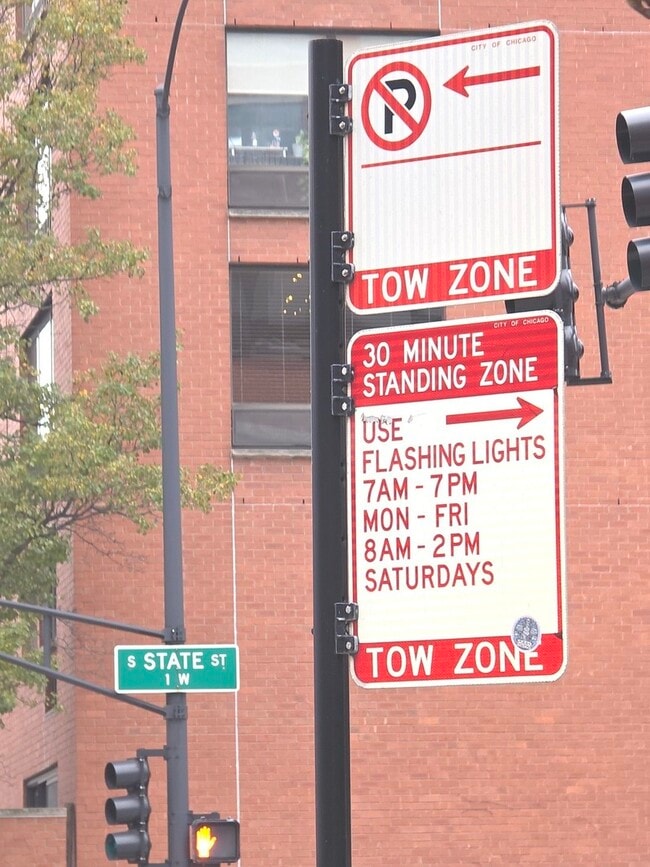 CITY OF CHICAGO
P
TOW ZONE
CITY OF CHICAGO
30 MINUTE
STANDING ZONE
USE
FLASHING LIGHTS
7AM - 7PM
MON - FRI
8AM - 2PM
SATURDAYS
TOW ZONE
S STATE ST
1 W